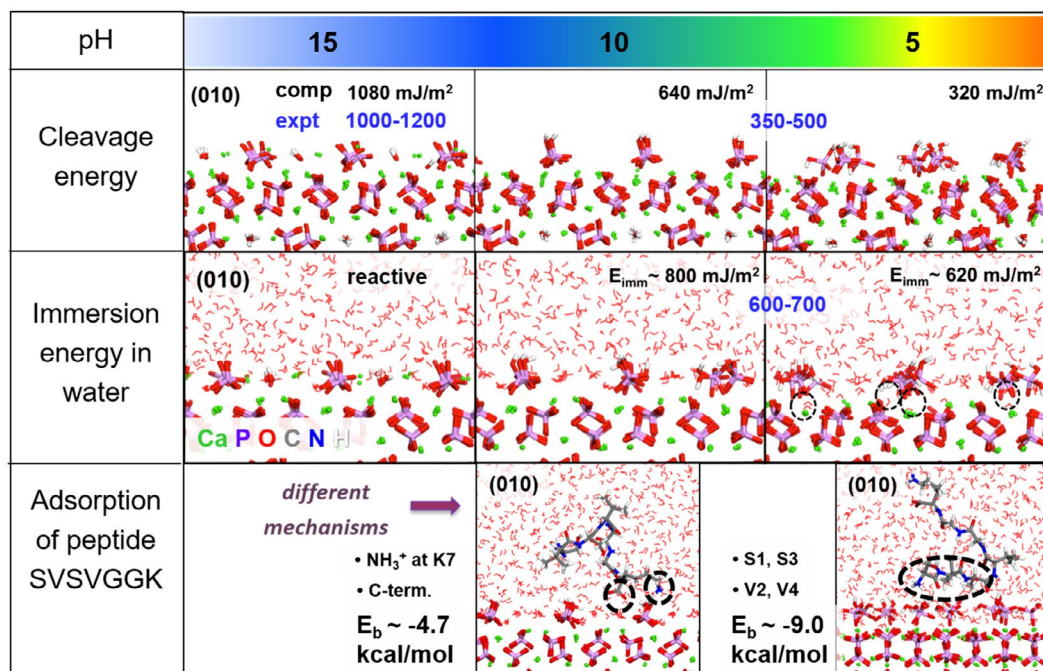 pH
15
10
5
Cleavage
energy
(010)
comp 1080 mJ/m²
expt 1000-1200
640 mJ/m²
320 mJ/m²
350-500
Immersion
energy in
water
(010)
reactive
E_imm ~ 800 mJ/m²
E_imm ~ 620 mJ/m²
600-700
Ca P O C N H
Adsorption
of peptide
SVSVGGK
different
mechanisms
• NH₃⁺ at K7
• C-term.
E_b ~ -4.7
kcal/mol
(010)
• S1, S3
• V2, V4
E_b ~ -9.0
kcal/mol
(010)